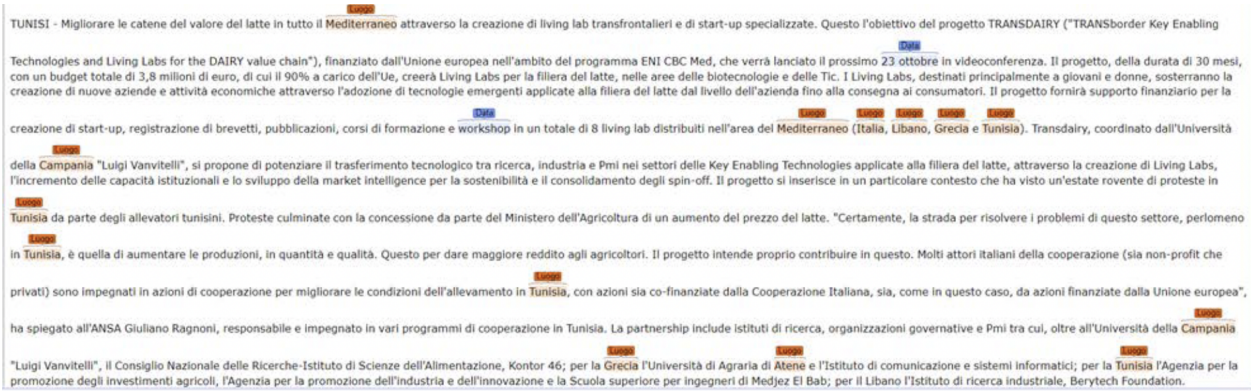 Luogo
TUNISI - Migliorare le catene del valore del latte in tutto il Mediterraneo attraverso la creazione di living lab transfrontalieri e di start-up specializzate. Questo l'obiettivo del progetto TRANSDAIRY ("TRANSborder Key Enabling
Data
Technologies and Living Labs for the DAIRY value chain"), finanziato dall'Unione europea nell'ambito del programma ENI CBC Med, che verrà lanciato il prossimo 23 ottobre in videoconferenza. Il progetto, della durata di 30 mesi,
con un budget totale di 3,8 milioni di euro, di cui il 90% a carico dell'Ue, creerà Living Labs per la filiera del latte, nelle aree delle biotecnologie e delle Tic. I Living Labs, destinati principalmente a giovani e donne, sosterranno la
creazione di nuove aziende e attività economiche attraverso l'adozione di tecnologie emergenti applicate alla filiera del latte dal livello dell'azienda fino alla consegna ai consumatori. Il progetto fornirà supporto finanziario per la
Data Luogo Luogo Luogo Luogo Luogo
creazione di start-up, registrazione di brevetti, pubblicazioni, corsi di formazione e workshop in un totale di 8 living lab distribuiti nell'area del Mediterraneo (Italia, Libano, Grecia e Tunisia). Transdairy, coordinato dall'Università
Luogo
della Campania "Luigi Vanvitelli", si propone di potenziare il trasferimento tecnologico tra ricerca, industria e Pmi nei settori delle Key Enabling Technologies applicate alla filiera del latte, attraverso la creazione di Living Labs,
l'incremento delle capacità istituzionali e lo sviluppo della market intelligence per la sostenibilità e il consolidamento degli spin-off. Il progetto si inserisce in un particolare contesto che ha visto un'estate rovente di proteste in
Luogo
Tunisia da parte degli allevatori tunisini. Proteste culminate con la concessione da parte del Ministero dell'Agricoltura di un aumento del prezzo del latte. "Certamente, la strada per risolvere i problemi di questo settore, perlomeno
Luogo
in Tunisia, è quella di aumentare le produzioni, in quantità e qualità. Questo per dare maggiore reddito agli agricoltori. Il progetto intende proprio contribuire in questo. Molti attori italiani della cooperazione (sia non-profit che
Luogo
privati) sono impegnati in azioni di cooperazione per migliorare le condizioni dell'allevamento in Tunisia, con azioni sia co-finanziate dalla Cooperazione Italiana, sia, come in questo caso, da azioni finanziate dalla Unione europea",
Luogo
ha spiegato all'ANSA Giuliano Ragnoni, responsabile e impegnato in vari programmi di cooperazione in Tunisia. La partnership include istituti di ricerca, organizzazioni governative e Pmi tra cui, oltre all'Università della Campania
Luogo Luogo Luogo
"Luigi Vanvitelli", il Consiglio Nazionale delle Ricerche-Istituto di Scienze dell'Alimentazione, Kontor 46; per la Grecia l'Università di Agraria di Atene e l'Istituto di comunicazione e sistemi informatici; per la Tunisia l'Agenzia per la
promozione degli investimenti agricoli, l'Agenzia per la promozione dell'industria e dell'innovazione e la Scuola superiore per ingegneri di Medjez El Bab; per il Libano l'Istituto di ricerca industriale, Berytech Foundation.